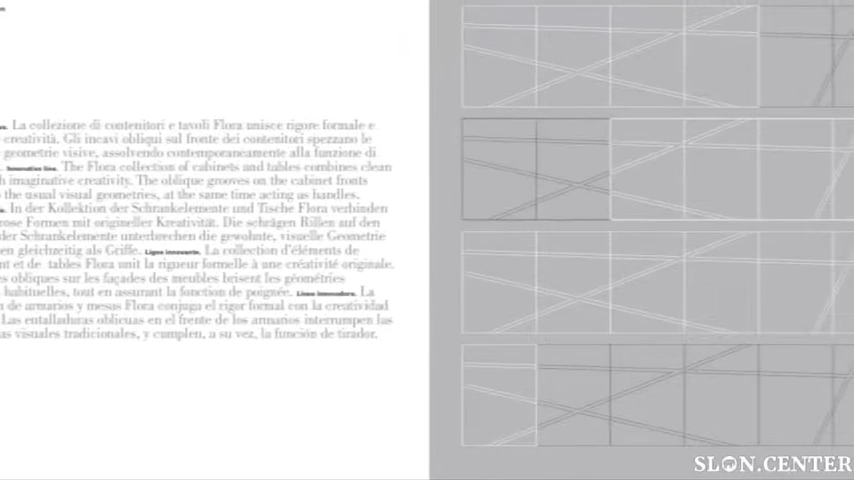 La collezione di contenitori e tavoli Flora unisce rigore formale e
creatività. Gli incavi obliqui sul fronte dei contenitori spezzano le
geometrie visive, assolvendo contemporaneamente alla funzione di
Innovative line. The Flora collection of cabinets and tables combines clean
imaginative creativity. The oblique grooves on the cabinet fronts
the usual visual geometries, at the same time acting as handles.
In der Kollektion der Schrankelemente und Tische Flora verbinden
Formen mit origineller Kreativität. Die schrägen Rillen auf den
der Schrankelemente unterbrechen die gewohnte, visuelle Geometrie
gleichzeitig als Griffe. Ligne innovante. La collection d'éléments de
et de tables Flora unit la rigueur formelle à une créativité originale.
obliques sur les façades des meubles brisent les géométries
habituelles, tout en assurant la fonction de poignée. Línea innovadora. La
de armarios y mesas Flora conjuga el rigor formal con la creatividad
Las entalladuras oblicuas en el frente de los armarios interrumpen las
visuales tradicionales, y cumplen, a su vez, la función de tirador.
SLON.CENTER